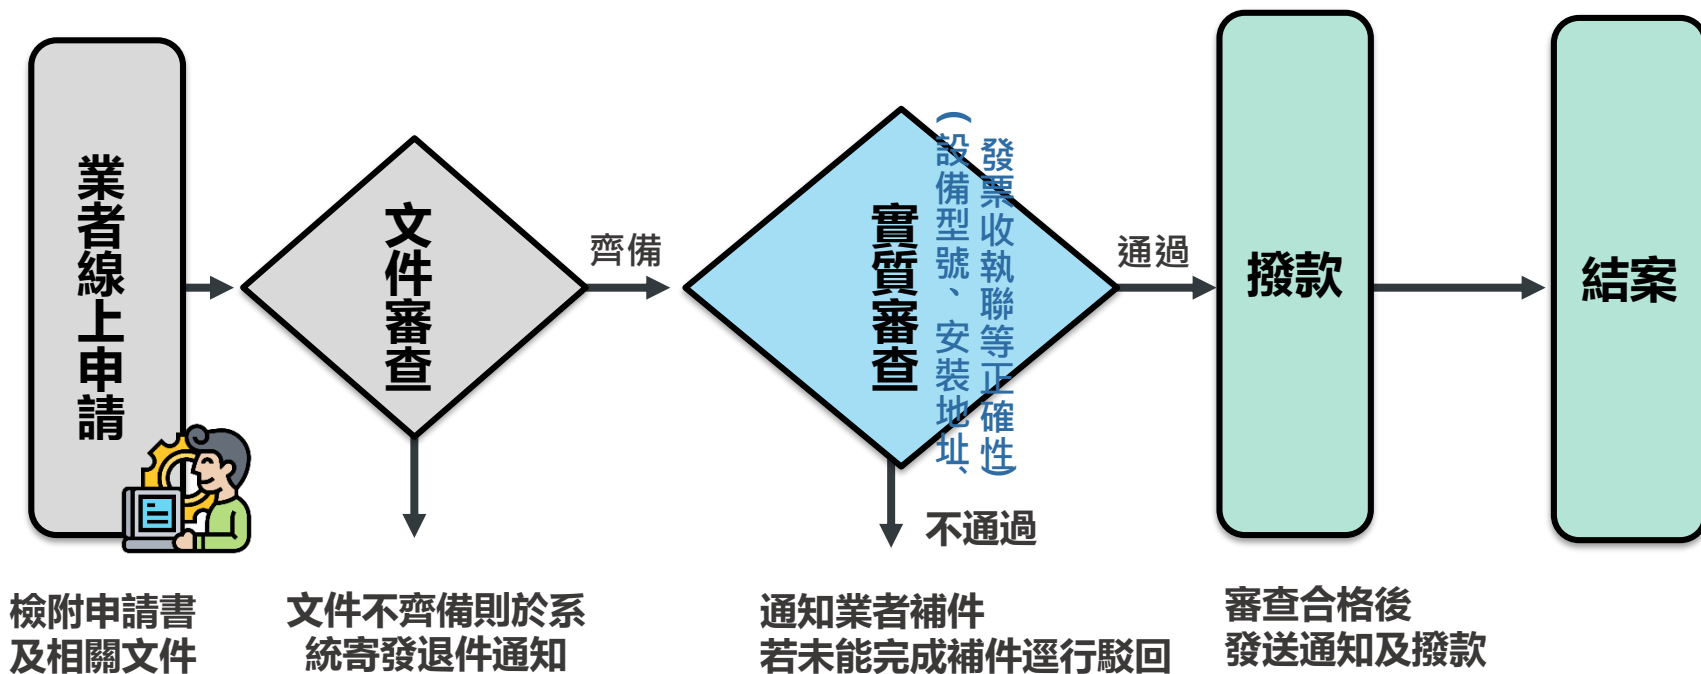 業者線上申請
檢附申請書
及相關文件
文件審查
文件不齊備則於系
統寄發退件通知
齊備
實質審查
(設備型號、安裝地址、
發票收執聯等正確性)
不通過
通知業者補件
若未能完成補件逕行駁回
通過
撥款
審查合格後
發送通知及撥款
結案